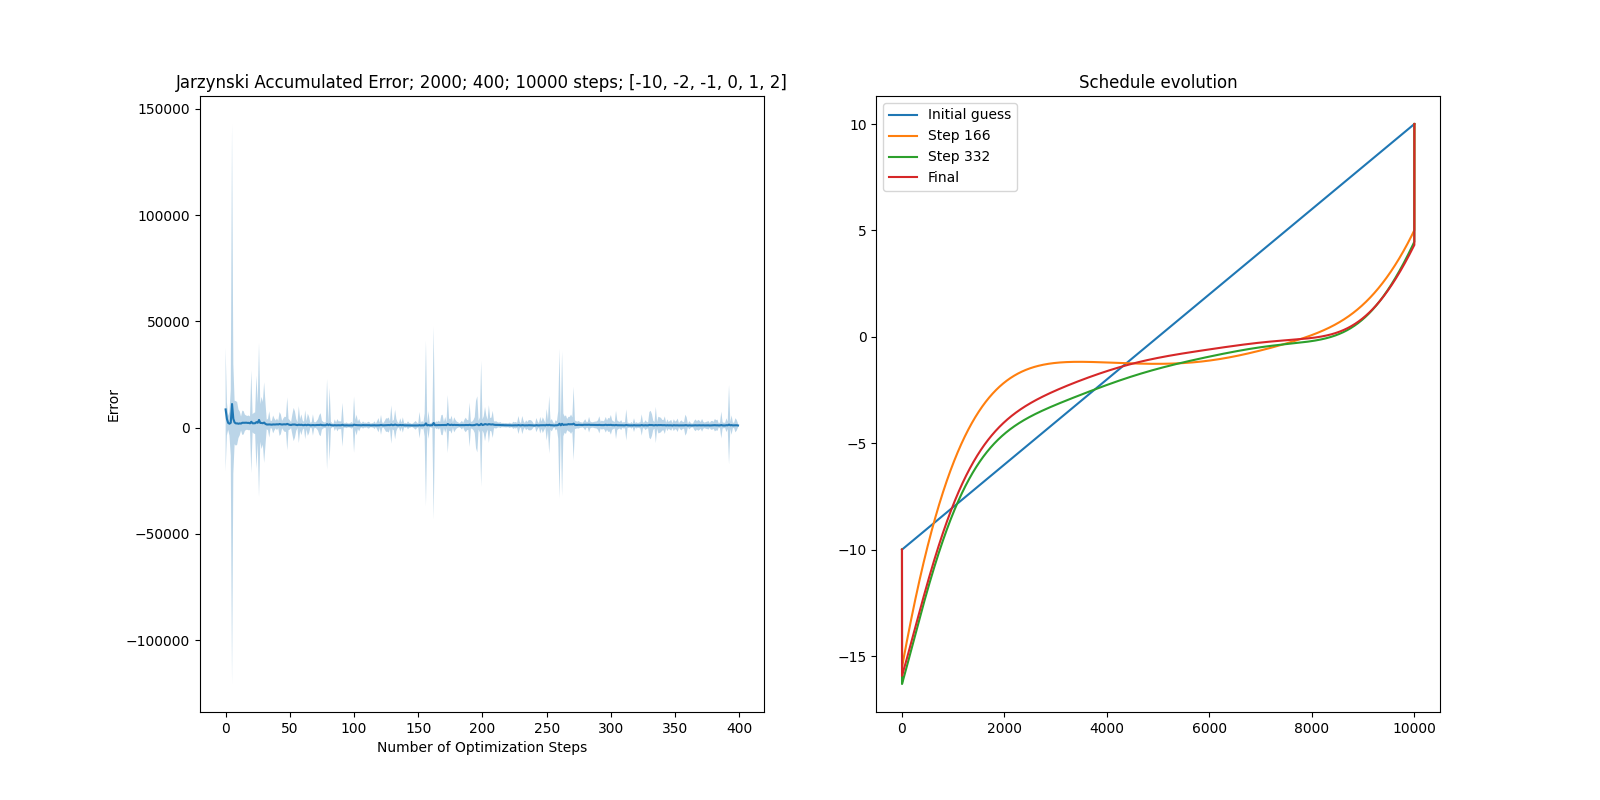 Jarzynski Accumulated Error; 2000; 400; 10000 steps; [-10, -2, -1, 0, 1, 2]
150000
100000
50000
0
−50000
−100000
Error
0 50 100 150 200 250 300 350 400
Number of Optimization Steps
Schedule evolution
Initial guess
Step 166
Step 332
Final
10
5
0
−5
−10
−15
0 2000 4000 6000 8000 10000